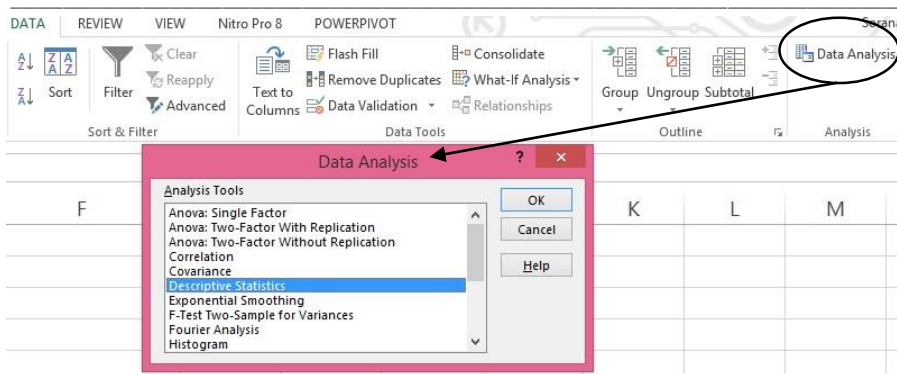 DATA REVIEW VIEW Nitro Pro 8 POWERPIVOT
Clear
Reapply
Advanced
Sort
Filter
Sort & Filter
Text to
Columns
Flash Fill
Remove Duplicates
Data Validation
Consolidate
What-If Analysis
Relationships
Data Tools
Group Ungroup Subtotal
Outline
Data Analysis
Analysis
Data Analysis ? ×
Analysis Tools
Anova: Single Factor
Anova: Two-Factor With Replication
Anova: Two-Factor Without Replication
Correlation
Covariance
Descriptive Statistics
Exponential Smoothing
F-Test Two-Sample for Variances
Fourier Analysis
Histogram
OK
Cancel
Help
F K L M